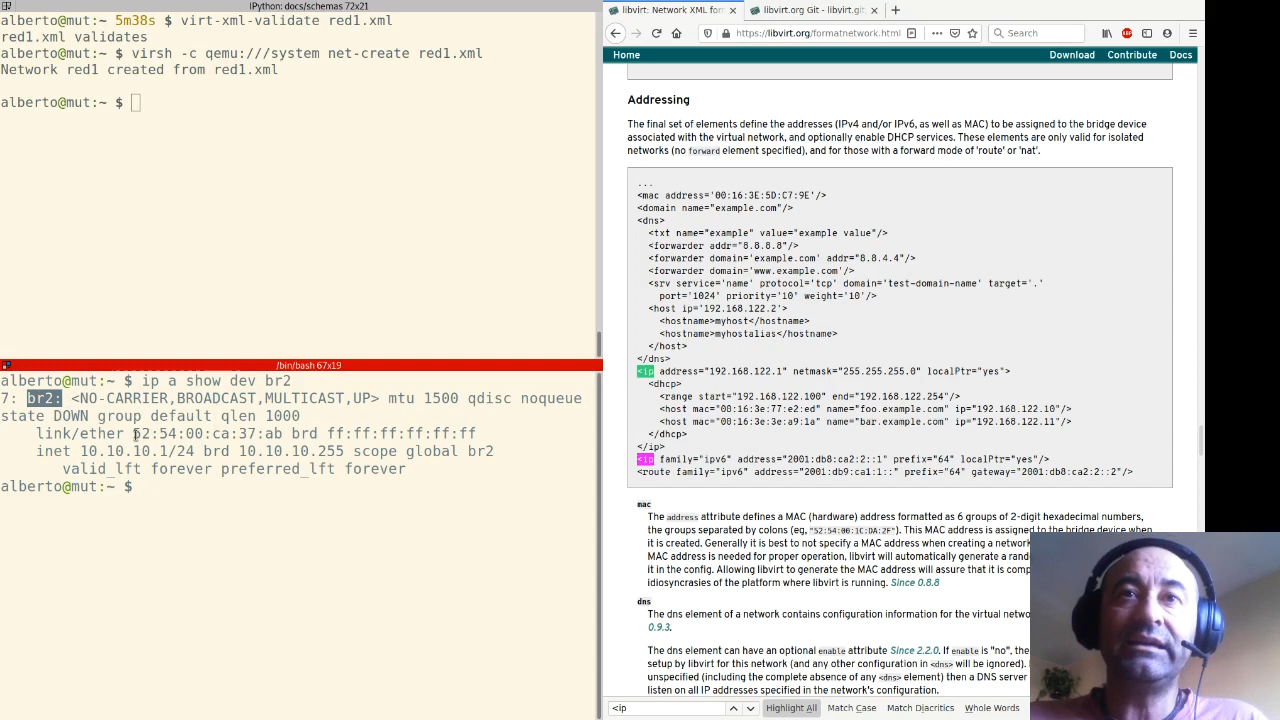 IPython: docs/schemas 72x21
alberto@mut:~ 5m38s $ virt-xml-validate red1.xml
red1.xml validates
alberto@mut:~ $ virsh -c qemu:///system net-create red1.xml
Network red1 created from red1.xml
alberto@mut:~ $
/bin/bash 67x19
alberto@mut:~ $ ip a show dev br2
7: br2: <NO-CARRIER,BROADCAST,MULTICAST,UP> mtu 1500 qdisc noqueue
state DOWN group default qlen 1000
link/ether 52:54:00:ca:37:ab brd ff:ff:ff:ff:ff:ff
inet 10.10.10.1/24 brd 10.10.10.255 scope global br2
valid_lft forever preferred_lft forever
alberto@mut:~ $
libvirt: Network XML for
libvirt.org Git - libvirt.git
https://libvirt.org/formatnetwork.html
Search
Home
Download
Contribute
Docs
Addressing
The final set of elements define the addresses (IPv4 and/or IPv6, as well as MAC) to be assigned to the bridge device
associated with the virtual network, and optionally enable DHCP services. These elements are only valid for isolated
networks (no forward element specified), and for those with a forward mode of 'route' or 'nat'.
...
<mac address='00:16:3E:5D:C7:9E'/>
<domain name="example.com"/>
<dns>
<txt name="example" value="example value"/>
<forwarder addr="8.8.8.8"/>
<forwarder domain='example.com' addr="8.8.4.4"/>
<forwarder domain='www.example.com'/>
<srv service='name' protocol='tcp' domain='test-domain-name' target='.'
port='1024' priority='10' weight='10'/>
<host ip='192.168.122.2'>
<hostname>myhost</hostname>
<hostname>myhostalias</hostname>
</host>
</dns>
<ip address="192.168.122.1" netmask="255.255.255.0" localPtr="yes">
<dhcp>
<range start="192.168.122.100" end="192.168.122.254"/>
<host mac="00:16:3e:77:e2:ed" name="foo.example.com" ip="192.168.122.10"/>
<host mac="00:16:3e:3e:a9:1a" name="bar.example.com" ip="192.168.122.11"/>
</dhcp>
</ip>
<ip family="ipv6" address="2001:db8:ca2:2::1" prefix="64" localPtr="yes"/>
<route family="ipv6" address="2001:db9:ca1:1::" prefix="64" gateway="2001:db8:ca2:2::2"/>
mac
The address attribute defines a MAC (hardware) address formatted as 6 groups of 2-digit hexadecimal numbers,
the groups separated by colons (eg, "52:54:00:1C:DA:2F"). This MAC address is assigned to the bridge device when
it is created. Generally it is best to not specify a MAC address when creating a network
MAC address is needed for proper operation, libvirt will automatically generate a
it in the config. Allowing libvirt to generate the MAC address will assure that it is
idiosyncrasies of the platform where libvirt is running. Since 0.8.8
dns
The dns element of a network contains configuration information for the virtual
0.9.3.
The dns element can have an optional enable attribute Since 2.2.0. If enable is "no", the
setup by libvirt for this network (and any other configuration in <dns> will be ignored).
unspecified (including the complete absence of any <dns> element) then a DNS server
listen on all IP addresses specified in the network's configuration.
<ip
Highlight All
Match Case
Match Diacritics
Whole Words